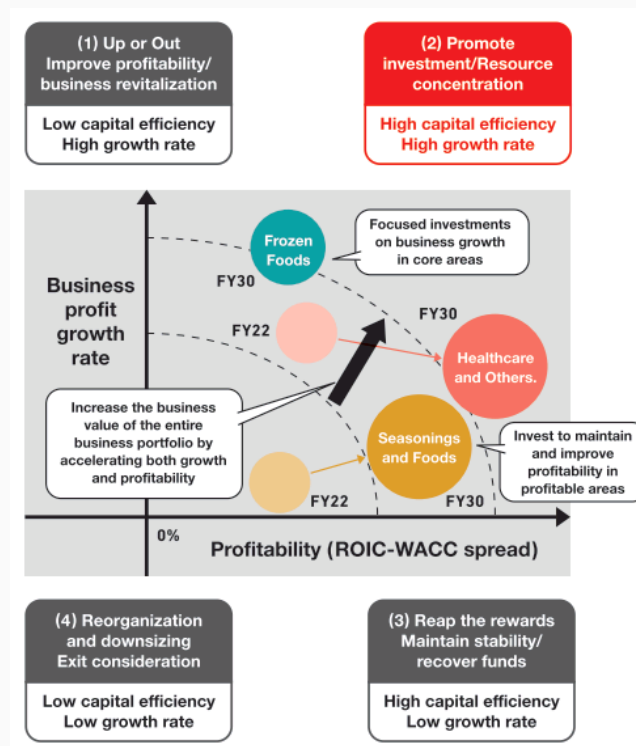 (1) Up or Out
Improve profitability/
business revitalization
Low capital efficiency
High growth rate
(2) Promote
investment/Resource
concentration
High capital efficiency
High growth rate
Business
profit
growth
rate
Frozen
Foods
FY30
Focused investments
on business growth
in core areas
FY22
FY30
Healthcare
and Others.
Increase the business
value of the entire
business portfolio by
accelerating both growth
and profitability
Seasonings
and Foods
Invest to maintain
and improve
profitability in
profitable areas
FY22
FY30
0%
Profitability (ROIC-WACC spread)
(4) Reorganization
and downsizing
Exit consideration
Low capital efficiency
Low growth rate
(3) Reap the rewards
Maintain stability/
recover funds
High capital efficiency
Low growth rate